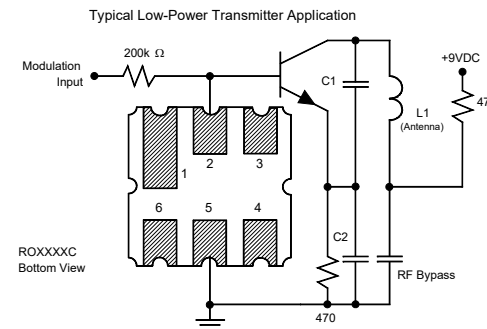 Typical Low-Power Transmitter Application
200k Ω
Modulation
Input
+9VDC
C1
47
L1
(Antenna)
2
3
1
6
5
4
C2
ROXXXXC
Bottom View
RF Bypass
470